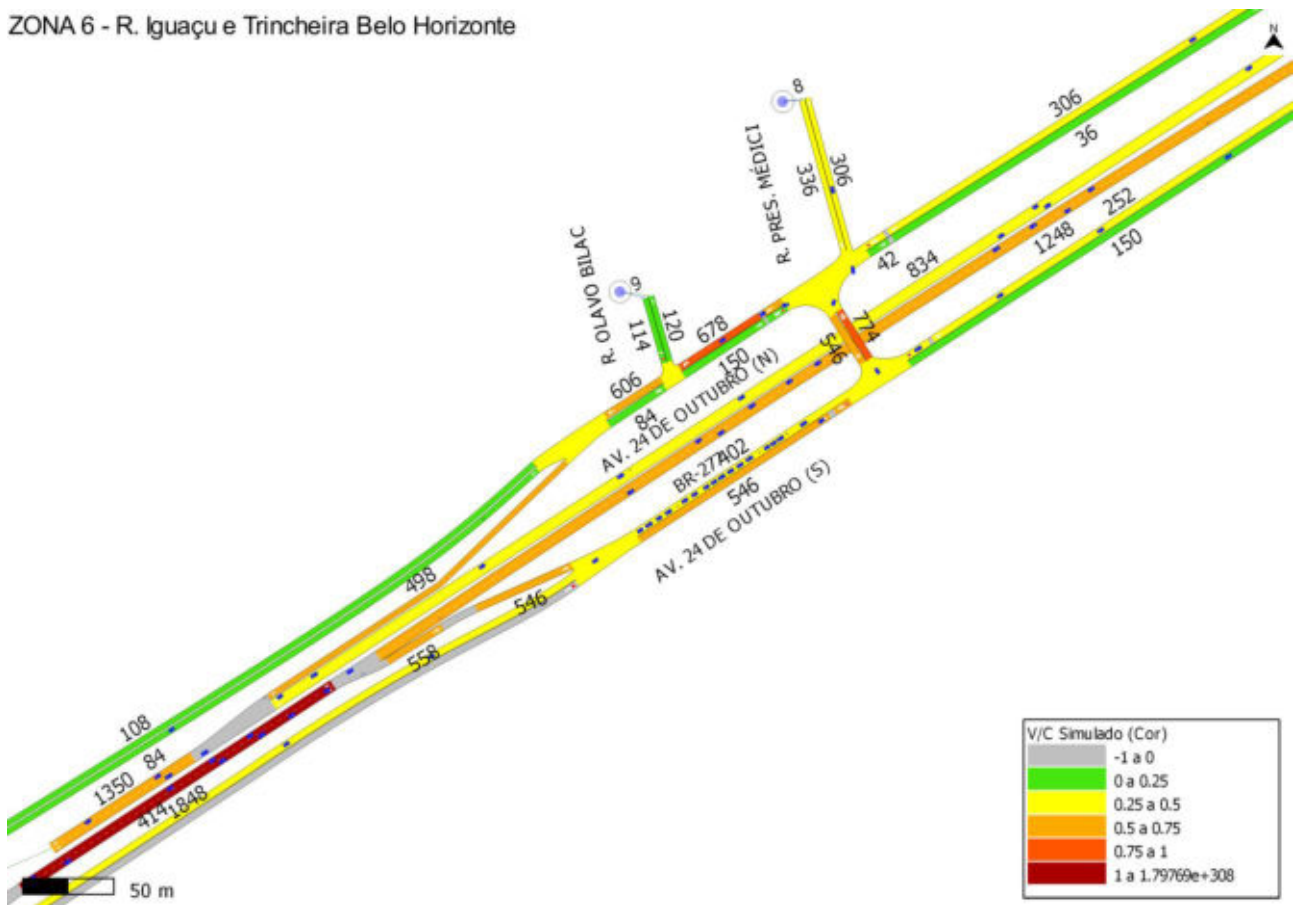 ZONA 6 - R. Iguaçu e Trincheira Belo Horizonte
N
8
306
36
R. PRES. MÉDICI
336
306
252
1248
150
42
834
R. OLAVO BILAC
9
114
120
678
150
774
546
606
84
AV. 24 DE OUTUBRO (N)
BR-277
402
546
AV. 24 DE OUTUBRO (S)
498
546
558
108
84
1350
414
1848
50 m
V/C Simulado (Cor)
-1 a 0
0 a 0.25
0.25 a 0.5
0.5 a 0.75
0.75 a 1
1 a 1.79769e+308